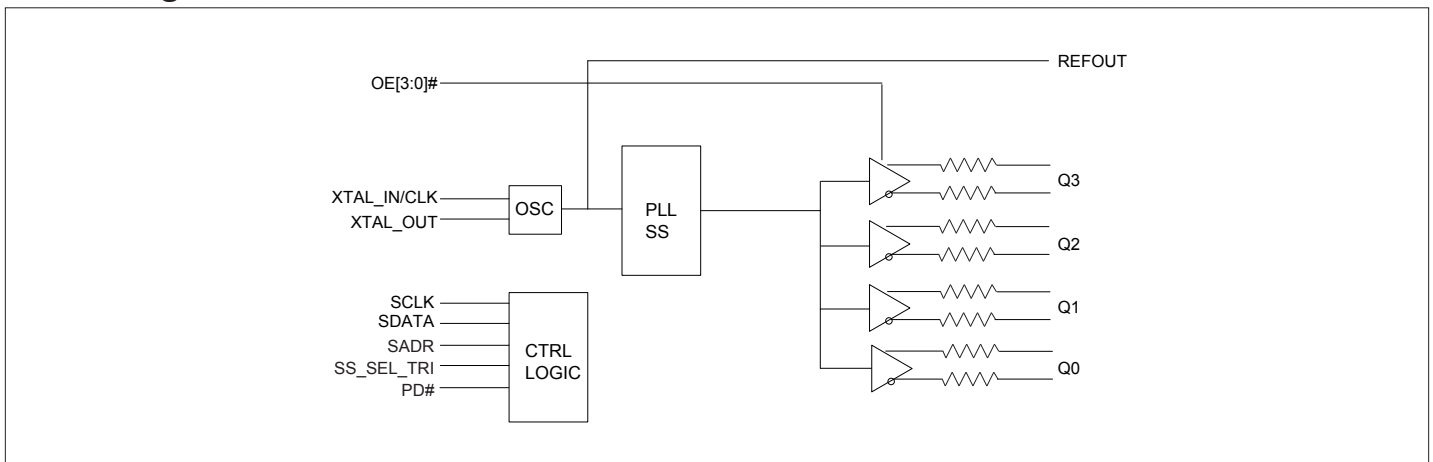 REFOUT
OE[3:0]#
XTAL_IN/CLK
XTAL_OUT
OSC
PLL
SS
Q3
Q2
Q1
Q0
SCLK
SDATA
SADR
SS_SEL_TRI
PD#
CTRL
LOGIC